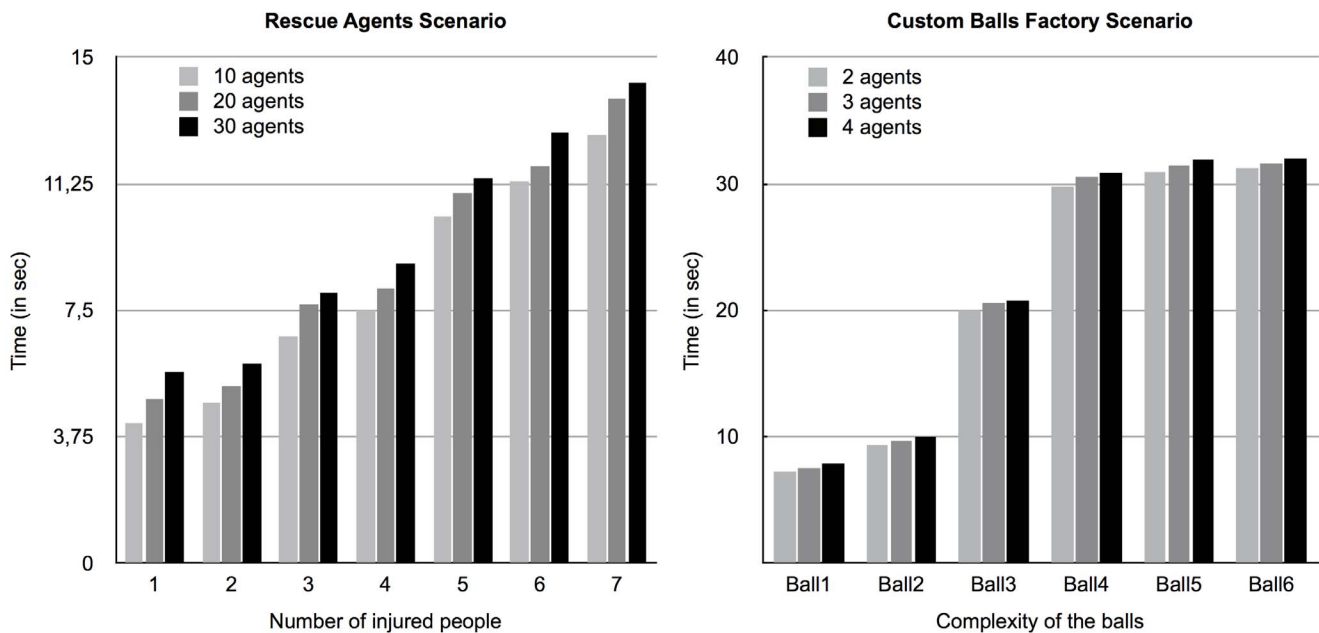 Rescue Agents Scenario
15
11,25
7,5
3,75
0
Time (in sec)
10 agents
20 agents
30 agents
1 2 3 4 5 6 7
Number of injured people
Custom Balls Factory Scenario
40
30
20
10
Time (in sec)
2 agents
3 agents
4 agents
Ball1 Ball2 Ball3 Ball4 Ball5 Ball6
Complexity of the balls